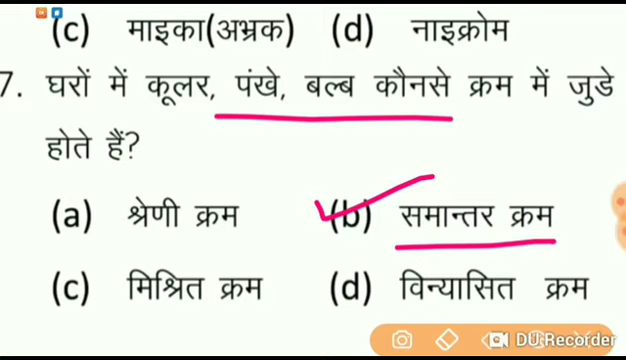 (c) माइका(अभ्रक) (d) नाइक्रोम
7. घरों में कूलर, पंखे, बल्ब कौनसे क्रम में जुडे
होते हैं?
(a) श्रेणी क्रम (b) समान्तर क्रम
(c) मिश्रित क्रम (d) विन्यासित क्रम
DU Recorder